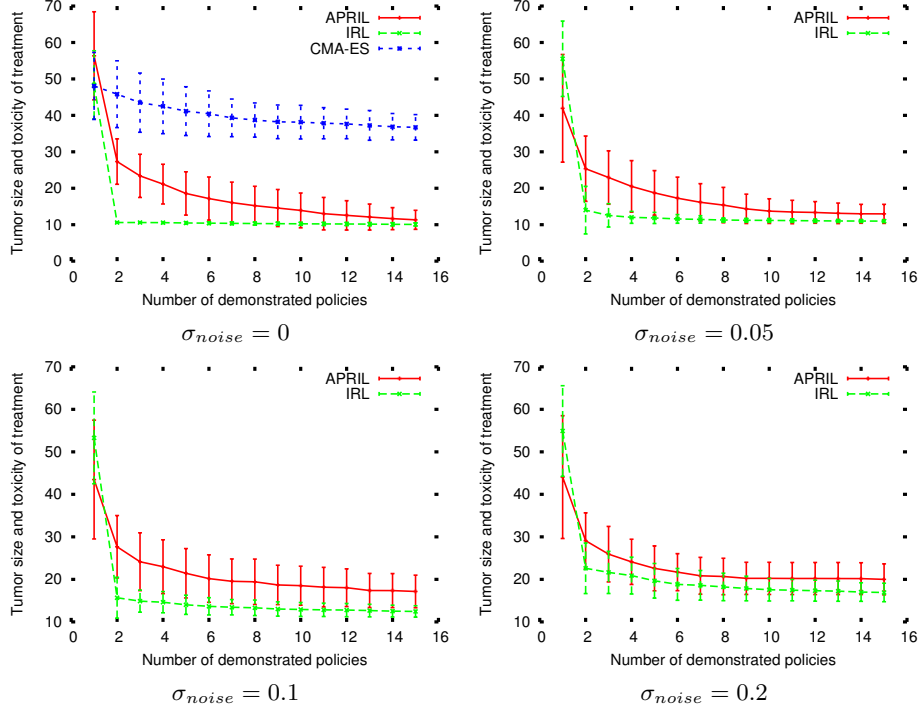 70
60
50
40
30
20
10
0
0 2 4 6 8 10 12 14 16
Tumor size and toxicity of treatment
Number of demonstrated policies
APRIL
IRL
CMA-ES
σnoise = 0
70
60
50
40
30
20
10
0
0 2 4 6 8 10 12 14 16
Tumor size and toxicity of treatment
Number of demonstrated policies
APRIL
IRL
σnoise = 0.05
70
60
50
40
30
20
10
0 2 4 6 8 10 12 14 16
Tumor size and toxicity of treatment
Number of demonstrated policies
APRIL
IRL
σnoise = 0.1
70
60
50
40
30
20
10
0 2 4 6 8 10 12 14 16
Tumor size and toxicity of treatment
Number of demonstrated policies
APRIL
IRL
σnoise = 0.2